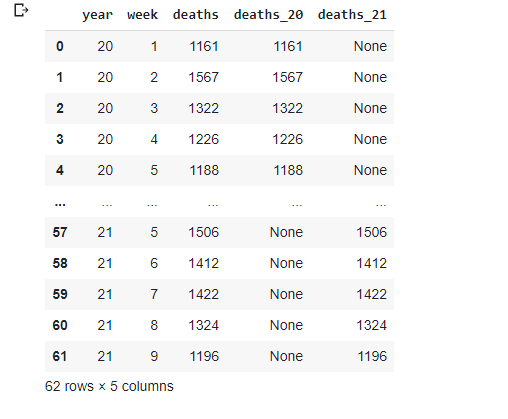 year week deaths deaths_20 deaths_21
0 20 1 1161 1161 None
1 20 2 1567 1567 None
2 20 3 1322 1322 None
3 20 4 1226 1226 None
4 20 5 1188 1188 None
... ... ... ... ... ...
57 21 5 1506 None 1506
58 21 6 1412 None 1412
59 21 7 1422 None 1422
60 21 8 1324 None 1324
61 21 9 1196 None 1196
62 rows × 5 columns